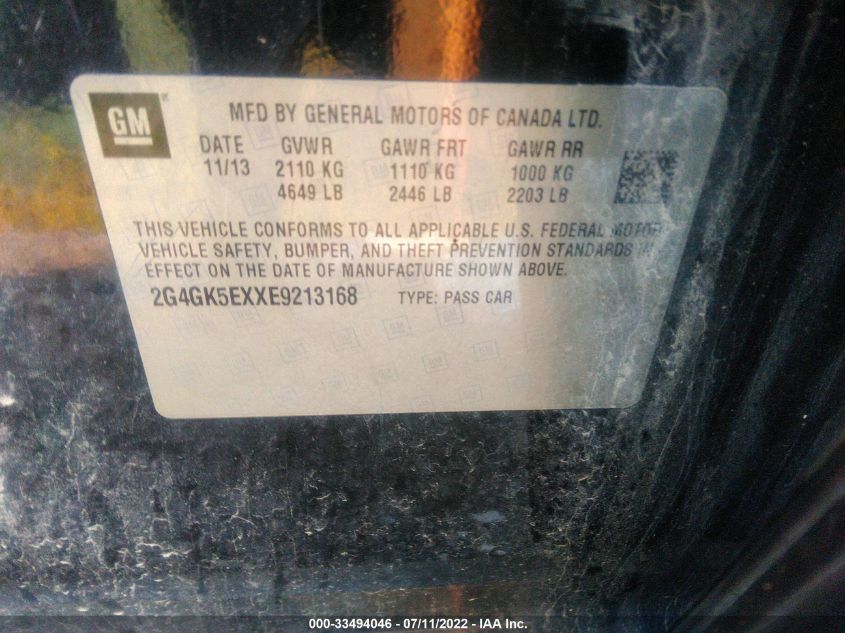 GM
MFD BY GENERAL MOTORS OF CANADA LTD.
DATE GVWR GAWR FRT GAWR RR
11/13 2110 KG 1110 KG 1000 KG
4649 LB 2446 LB 2203 LB
THIS VEHICLE CONFORMS TO ALL APPLICABLE U.S. FEDERAL MOTOR
VEHICLE SAFETY, BUMPER, AND THEFT PREVENTION STANDARDS IN
EFFECT ON THE DATE OF MANUFACTURE SHOWN ABOVE.
2G4GK5EXXE9213168 TYPE: PASS CAR
000-33494046 - 07/11/2022 - IAA Inc.